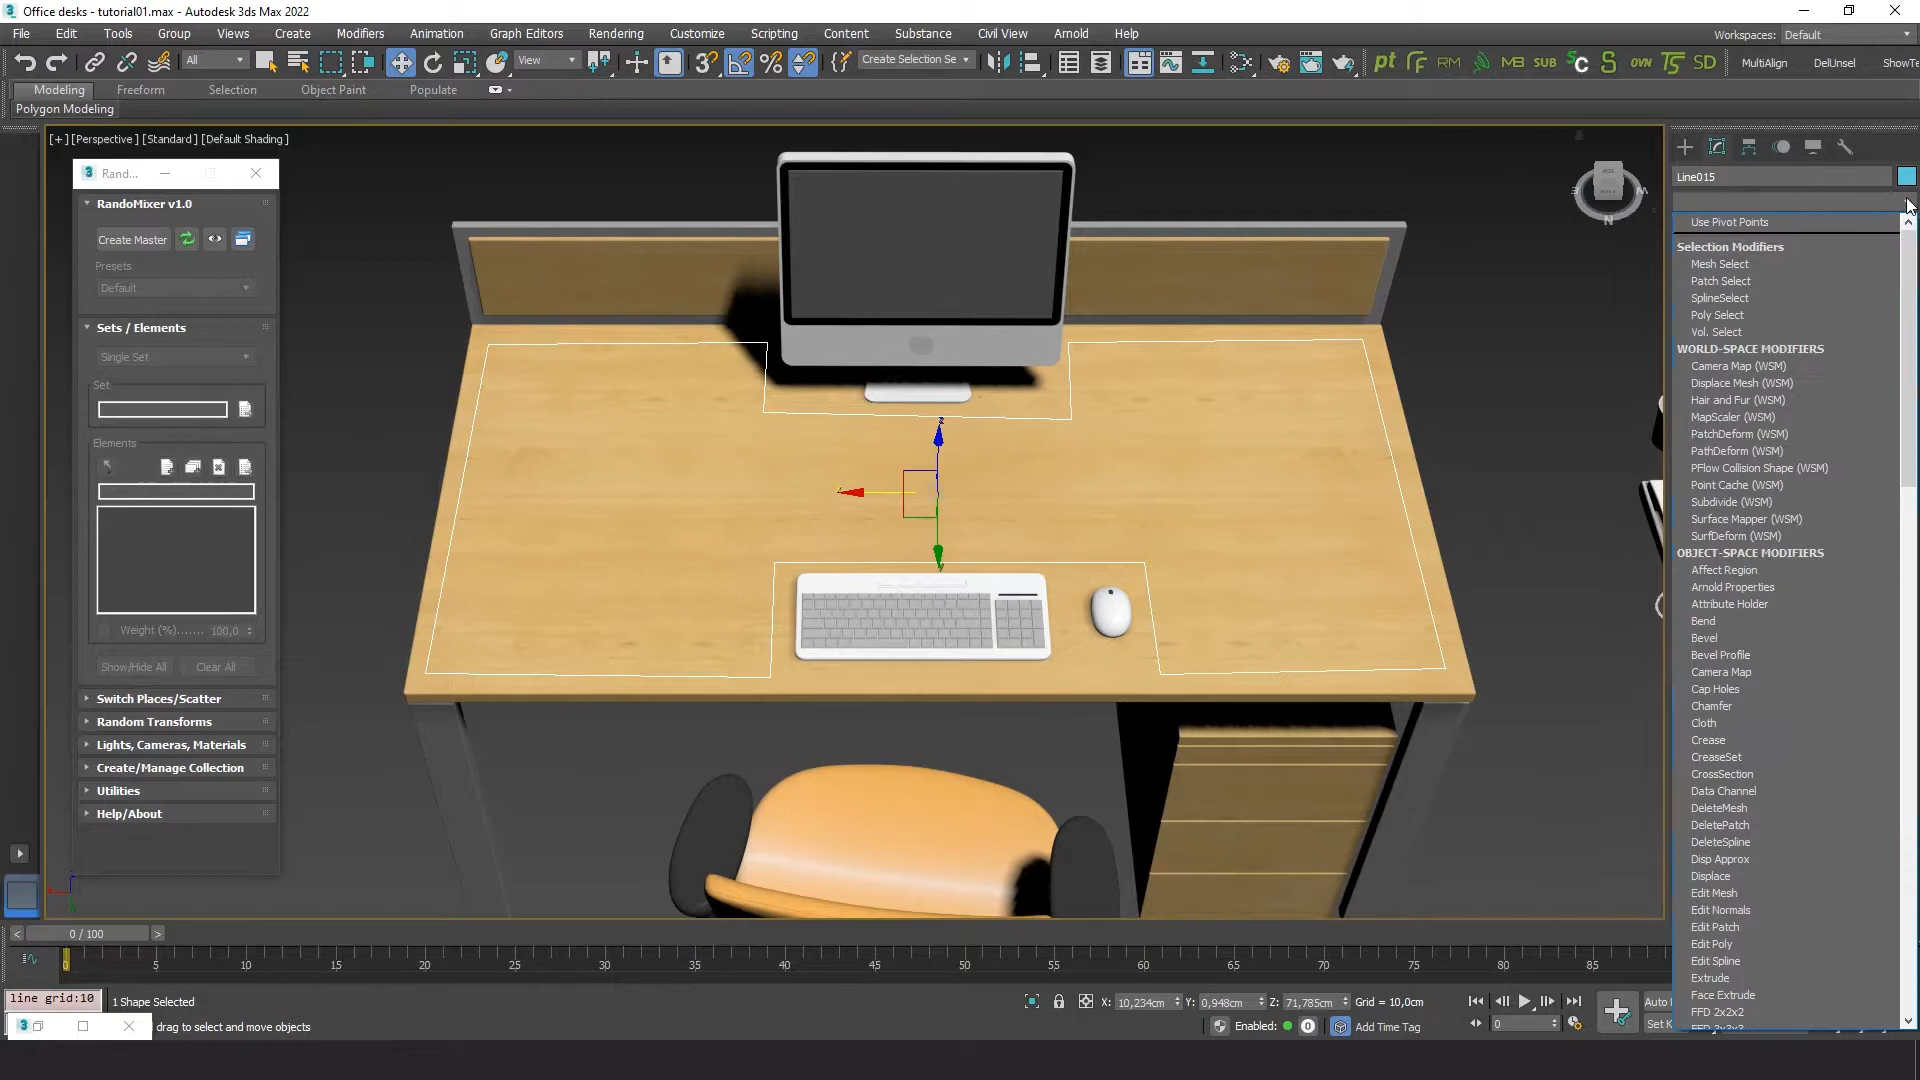 Office desks - tutorial01.max - Autodesk 3ds Max 2022
File Edit Tools Group Views Create Modifiers Animation Graph Editors Rendering Customize Scripting Content Substance Civil View Arnold Help
Workspaces: Default
All View Create Selection Se MultiAlign DelUnsel ShowTe
Modeling Freeform Selection Object Paint Populate
Polygon Modeling
[+] [Perspective ] [Standard ] [Default Shading ]
Rand...
RandoMixer v1.0
Create Master
Presets
Default
Sets / Elements
Single Set
Set
Elements
Weight (%)....... 100,0
Show/Hide All Clear All
Switch Places/Scatter
Random Transforms
Lights, Cameras, Materials
Create/Manage Collection
Utilities
Help/About
Line015
Use Pivot Points
Selection Modifiers
Mesh Select
Patch Select
SplineSelect
Poly Select
Vol. Select
WORLD-SPACE MODIFIERS
Camera Map (WSM)
Displace Mesh (WSM)
Hair and Fur (WSM)
MapScaler (WSM)
PatchDeform (WSM)
PathDeform (WSM)
PFlow Collision Shape (WSM)
Point Cache (WSM)
Subdivide (WSM)
Surface Mapper (WSM)
SurfDeform (WSM)
OBJECT-SPACE MODIFIERS
Affect Region
Arnold Properties
Attribute Holder
Bend
Bevel
Bevel Profile
Camera Map
Cap Holes
Chamfer
Cloth
Crease
CreaseSet
CrossSection
Data Channel
DeleteMesh
DeletePatch
DeleteSpline
Disp Approx
Displace
Edit Mesh
Edit Normals
Edit Patch
Edit Poly
Edit Spline
Extrude
Face Extrude
FFD 2x2x2
0 / 100
0 5 10 15 20 25 30 35 40 45 50 55 60 65 70 75 80 85
line grid:10 1 Shape Selected X: 10,234cm Y: 0,948cm Z: 71,785cm Grid = 10,0cm Auto
drag to select and move objects Enabled: 0 Add Time Tag 0 Set K